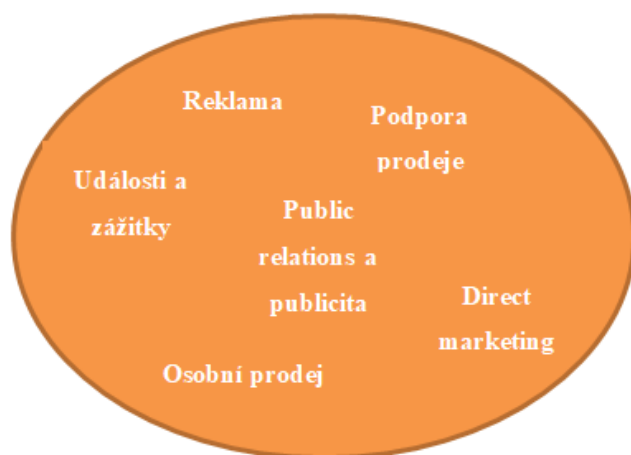 Reklama
Podpora
prodeje
Události a
zážitky
Public
relations a
publicita
Direct
marketing
Osobní prodej